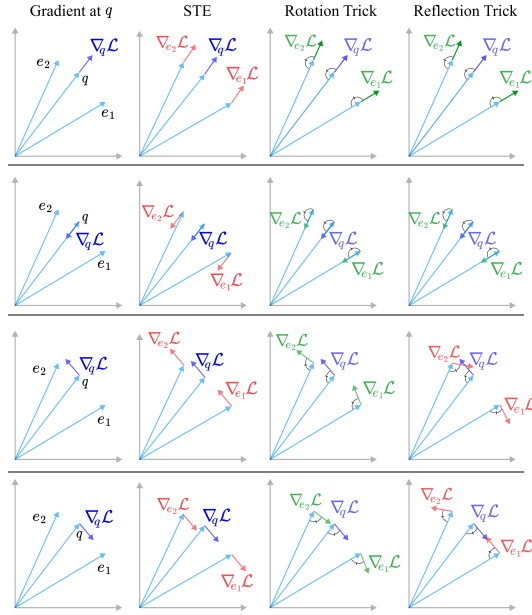 Gradient at q STE Rotation Trick Reflection Trick
∇qℒ ∇e₂ℒ ∇qℒ ∇e₂ℒ ∇qℒ ∇e₂ℒ ∇qℒ
e₂ q ∇e₁ℒ ∇e₁ℒ ∇e₁ℒ
e₁
e₂ q ∇e₂ℒ ∇e₂ℒ ∇e₂ℒ
∇qℒ ∇qℒ ∇qℒ ∇qℒ
e₁ ∇e₁ℒ ∇e₁ℒ ∇e₁ℒ
∇e₂ℒ ∇e₂ℒ ∇e₂ℒ
e₂ ∇qℒ ∇qℒ ∇qℒ ∇qℒ
q
e₁ ∇e₁ℒ ∇e₁ℒ ∇e₁ℒ
∇e₂ℒ ∇e₂ℒ ∇e₂ℒ
e₂ ∇qℒ ∇qℒ ∇qℒ ∇qℒ
q
e₁ ∇e₁ℒ ∇e₁ℒ ∇e₁ℒ